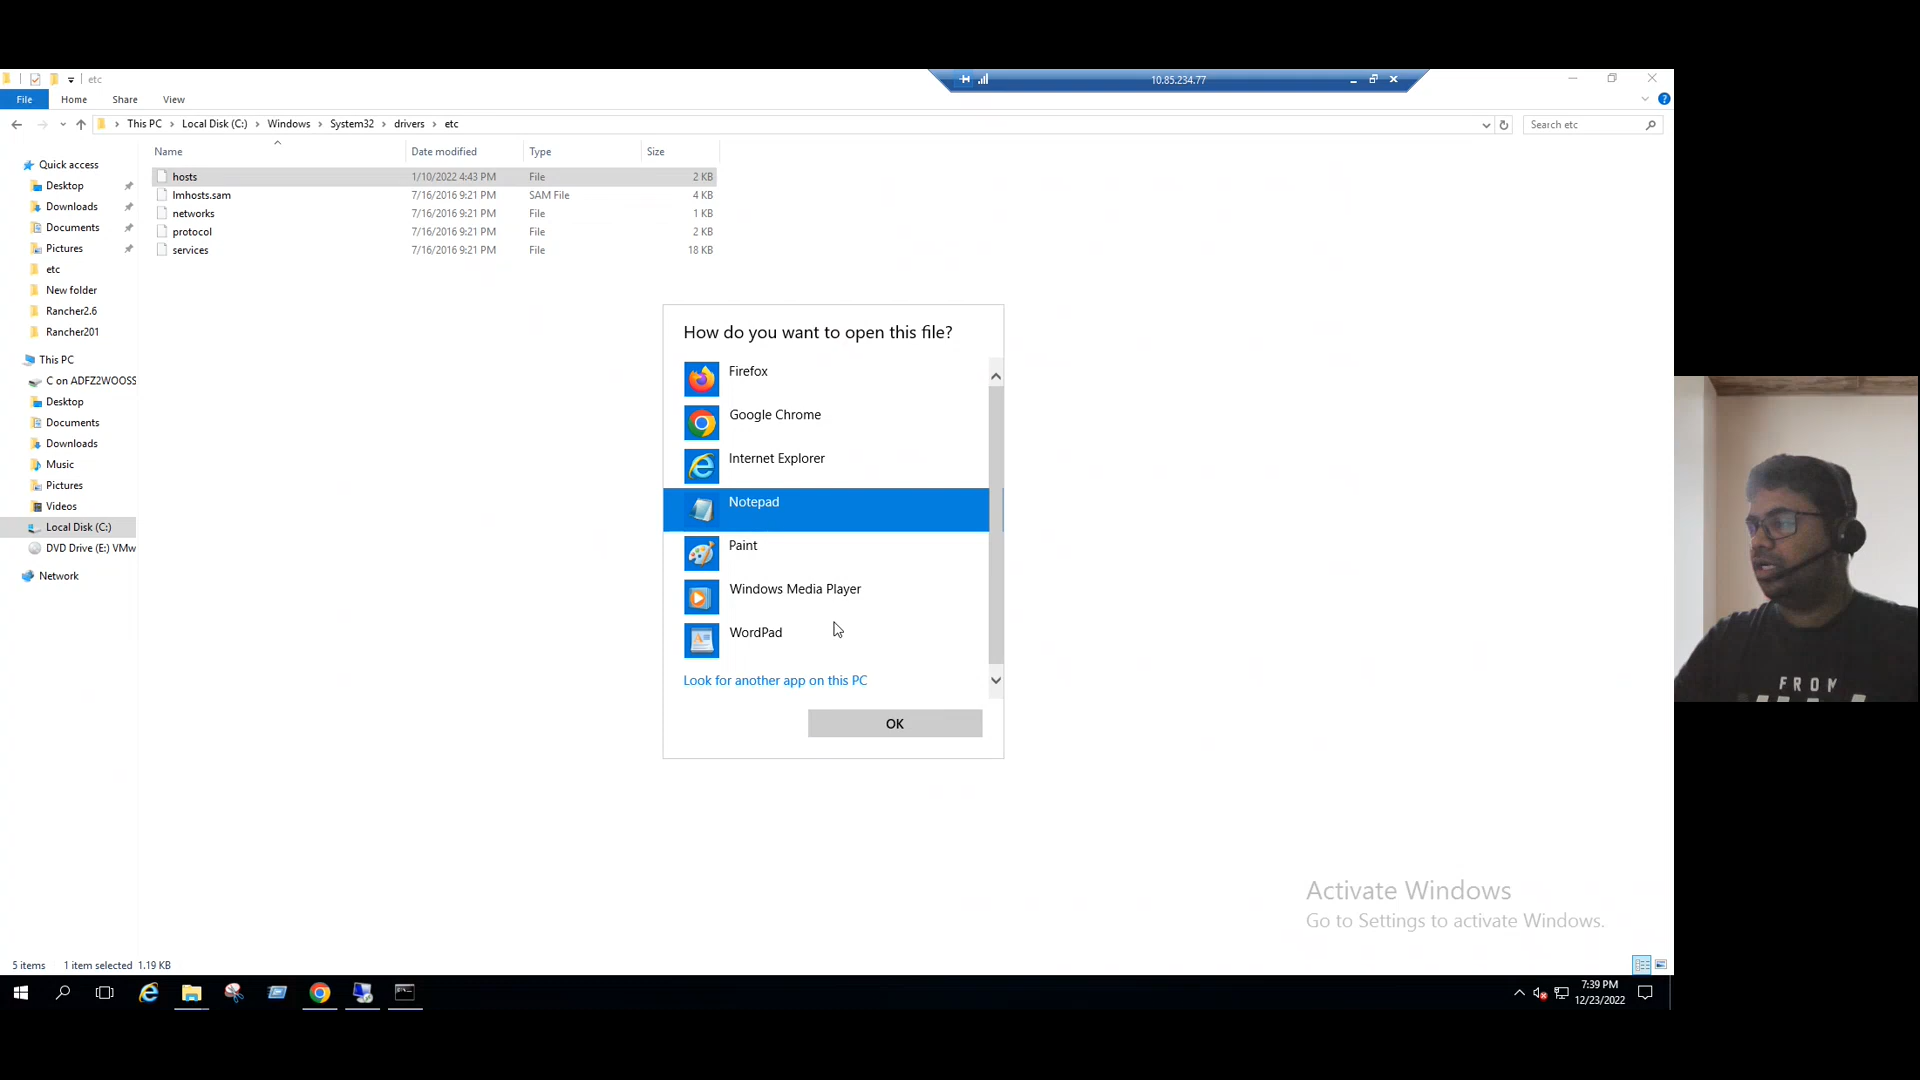 etc
10.85.234.77
File
Home
Share
View
This PC
Local Disk (C:)
Windows
System32
drivers
etc
Search etc
Name
Date modified
Type
Size
hosts 1/10/2022 4:43 PM File 2 KB
lmhosts.sam 7/16/2016 9:21 PM SAM File 4 KB
networks 7/16/2016 9:21 PM File 1 KB
protocol 7/16/2016 9:21 PM File 2 KB
services 7/16/2016 9:21 PM File 18 KB
Quick access
Desktop
Downloads
Documents
Pictures
etc
New folder
Rancher2.6
Rancher201
This PC
C on ADFZ2WOOSS
Desktop
Documents
Downloads
Music
Pictures
Videos
Local Disk (C:)
DVD Drive (E:) VMw
Network
How do you want to open this file?
Firefox
Google Chrome
Internet Explorer
Notepad
Paint
Windows Media Player
WordPad
Look for another app on this PC
OK
FROM
Activate Windows
Go to Settings to activate Windows.
5 items 1 item selected 1.19 KB
7:39 PM
12/23/2022